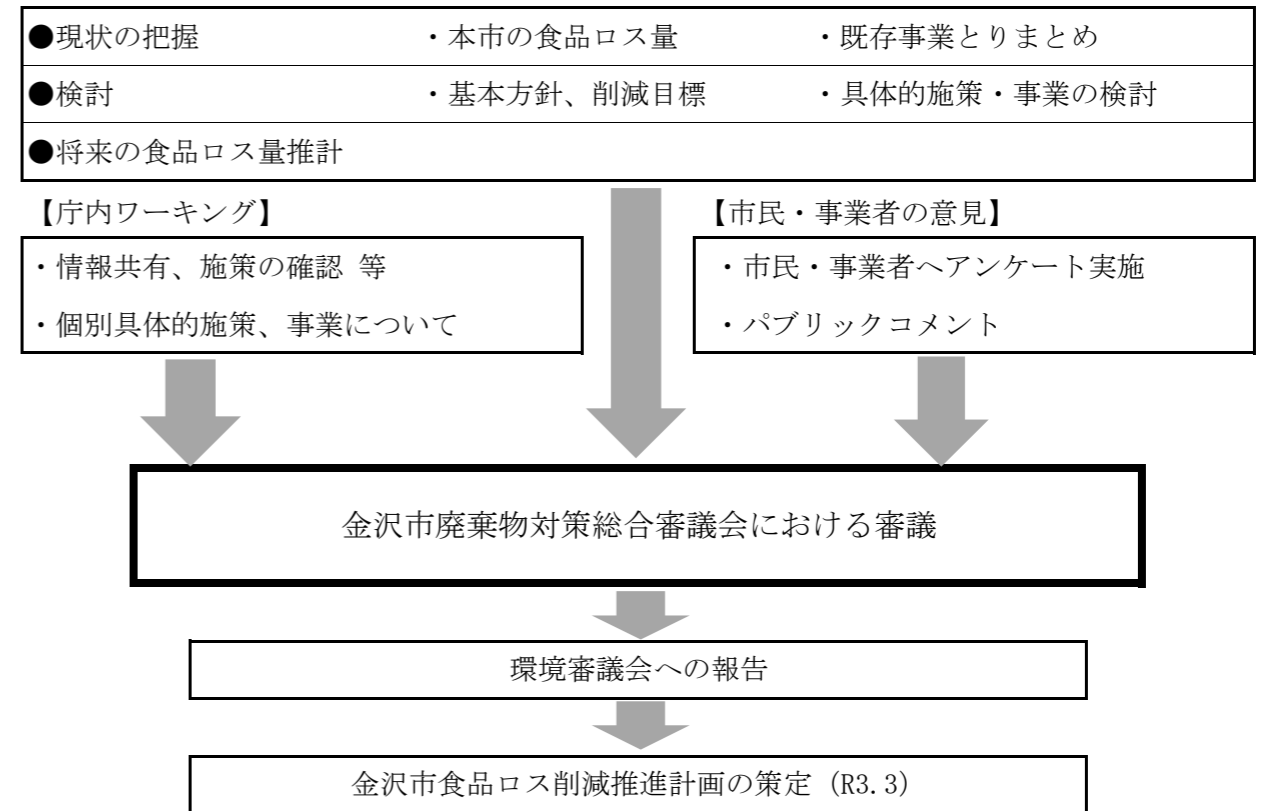 ●現状の把握 ・本市の食品ロス量 ・既存事業とりまとめ
●検討 ・基本方針、削減目標 ・具体的施策・事業の検討
●将来の食品ロス量推計
【庁内ワーキング】 【市民・事業者の意見】
・情報共有、施策の確認 等
・個別具体的施策、事業について
・市民・事業者へアンケート実施
・パブリックコメント
金沢市廃棄物対策総合審議会における審議
環境審議会への報告
金沢市食品ロス削減推進計画の策定 (R3.3)